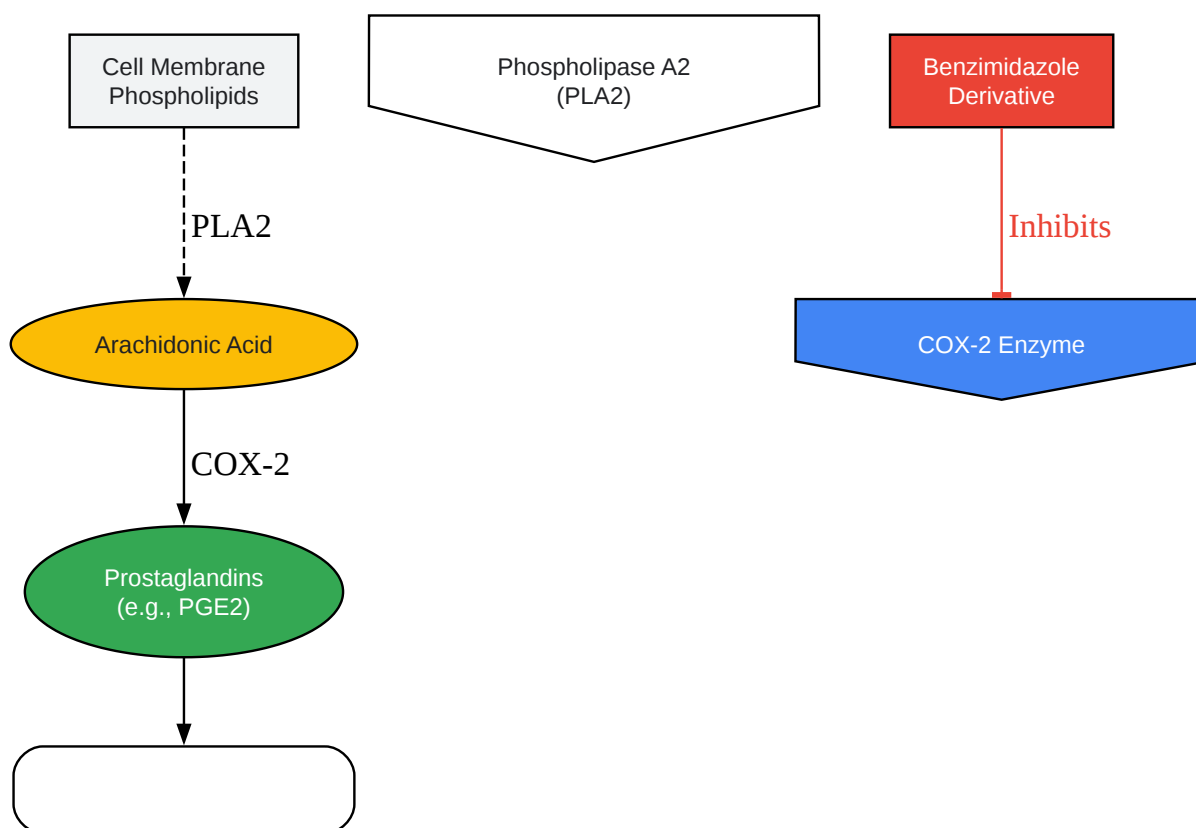 Cell Membrane
Phospholipids
Phospholipase A2
(PLA2)
Benzimidazole
Derivative
PLA2
Inhibits
Arachidonic Acid
COX-2 Enzyme
COX-2
Prostaglandins
(e.g., PGE2)